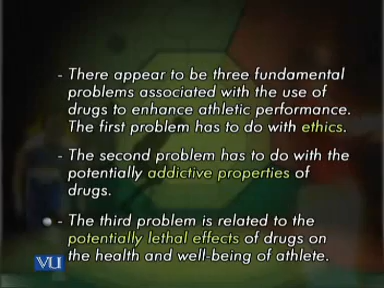 - There appear to be three fundamental
problems associated with the use of
drugs to enhance athletic performance.
The first problem has to do with ethics.
- The second problem has to do with the
potentially addictive properties of
drugs.
- The third problem is related to the
potentially lethal effects of drugs on
the health and well-being of athlete.
VU